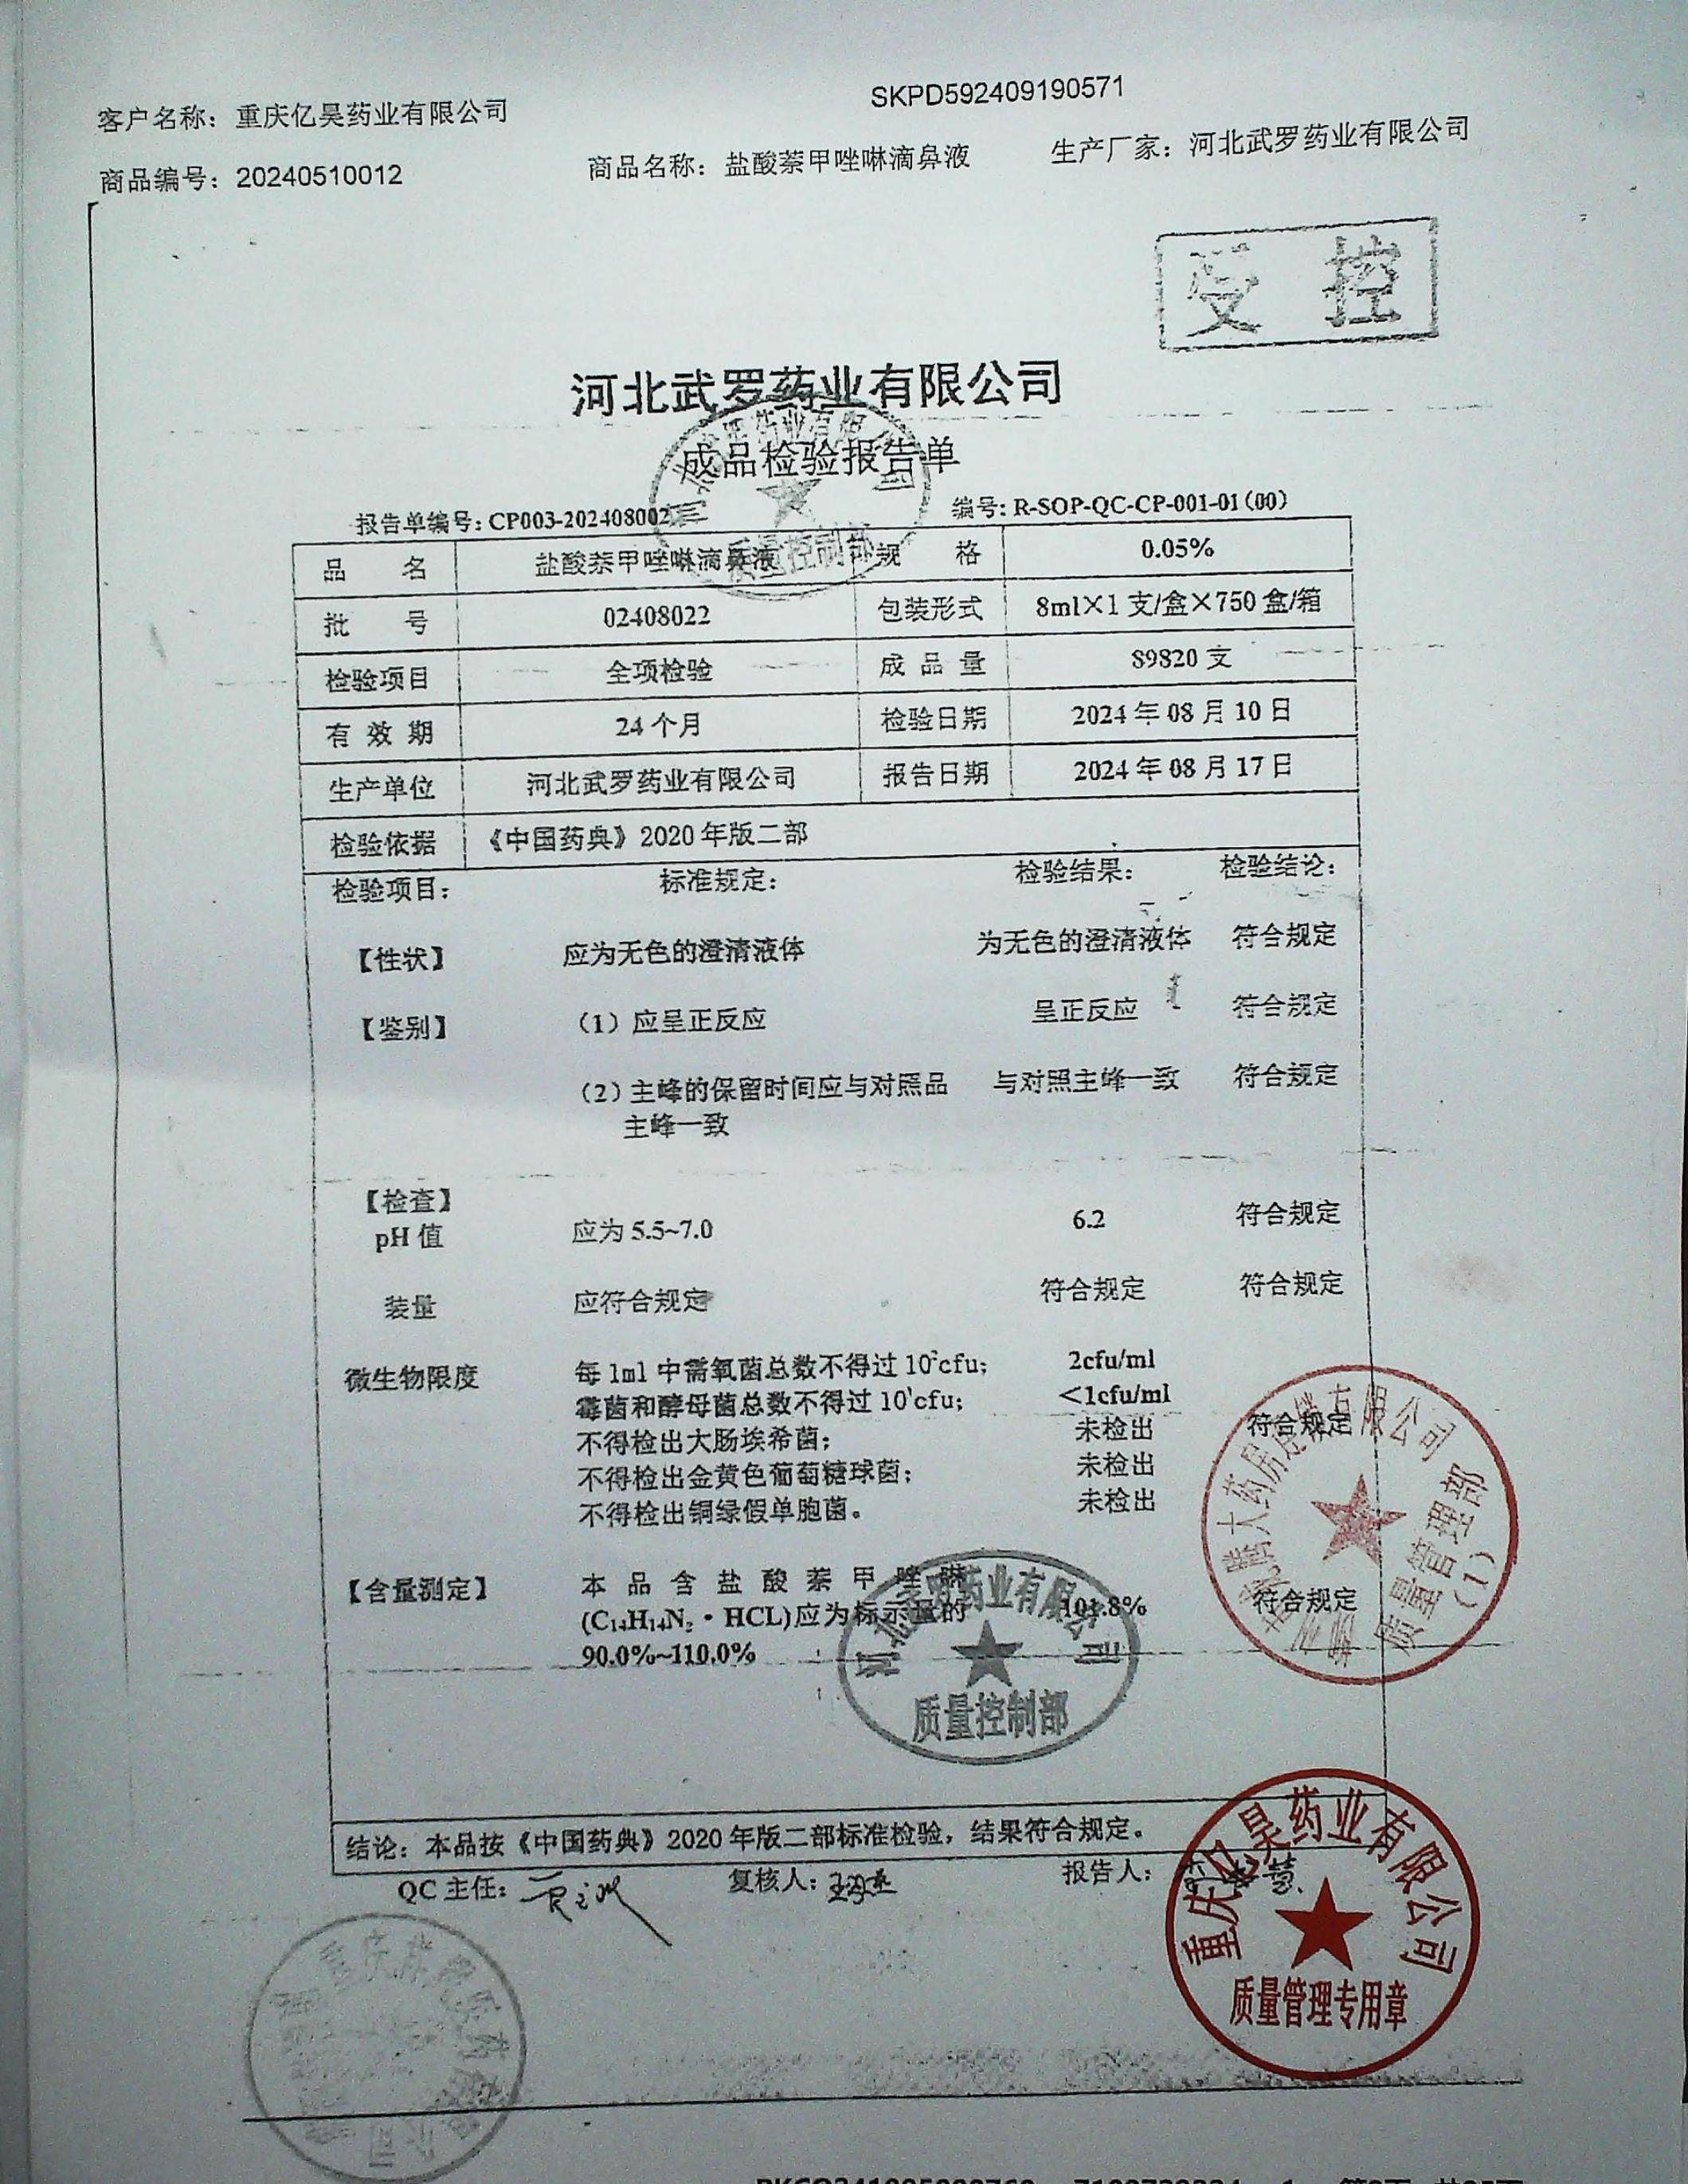 SKPD592409190571
客户名称：重庆亿昊药业有限公司
商品编号：20240510012 商品名称：盐酸萘甲唑啉滴鼻液 生产厂家：河北武罗药业有限公司
受 控
河北武罗药业有限公司
成品检验报告单
报告单编号：CP003-202408002 编号：R-SOP-QC-CP-001-01(00)
品 名 盐酸萘甲唑啉滴鼻液 规 格 0.05%
批 号 02408022 包装形式 8ml×1支/盒×750盒/箱
检验项目 全项检验 成品量 89820支
有效期 24个月 检验日期 2024年08月10日
生产单位 河北武罗药业有限公司 报告日期 2024年08月17日
检验依据 《中国药典》2020年版二部
检验项目： 标准规定： 检验结果： 检验结论：
【性状】 应为无色的澄清液体 为无色的澄清液体 符合规定
【鉴别】 （1）应呈正反应 呈正反应 符合规定
（2）主峰的保留时间应与对照品 与对照主峰一致 符合规定
主峰一致
【检查】
pH值 应为5.5~7.0 6.2 符合规定
装量 应符合规定 符合规定 符合规定
微生物限度 每1ml中需氧菌总数不得过10²cfu； 2cfu/ml
霉菌和酵母菌总数不得过10¹cfu； <1cfu/ml
不得检出大肠埃希菌； 未检出 符合规定
不得检出金黄色葡萄糖球菌； 未检出
不得检出铜绿假单胞菌。 未检出
【含量测定】 本品含盐酸萘甲唑啉
(C₁₄H₁₄N₂·HCL)应为标示量的 101.8% 符合规定
90.0%~110.0%
质量控制部
质量管理部
(1)
结论：本品按《中国药典》2020年版二部标准检验，结果符合规定。
QC主任： 复核人： 报告人：
重庆亿昊药业有限公司
质量管理专用章